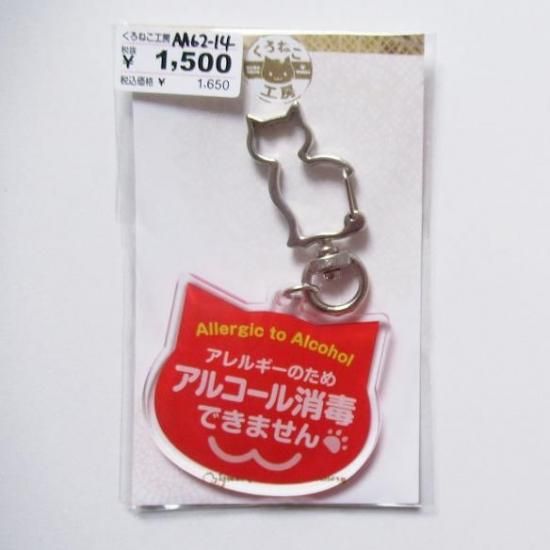 くろねこ工房 AA62-14
税抜
¥ 1,500
税込価格 ¥ 1,650
くろねこ
工房
Allergic to Alcohol
アレルギーのため
アルコール消毒
できません